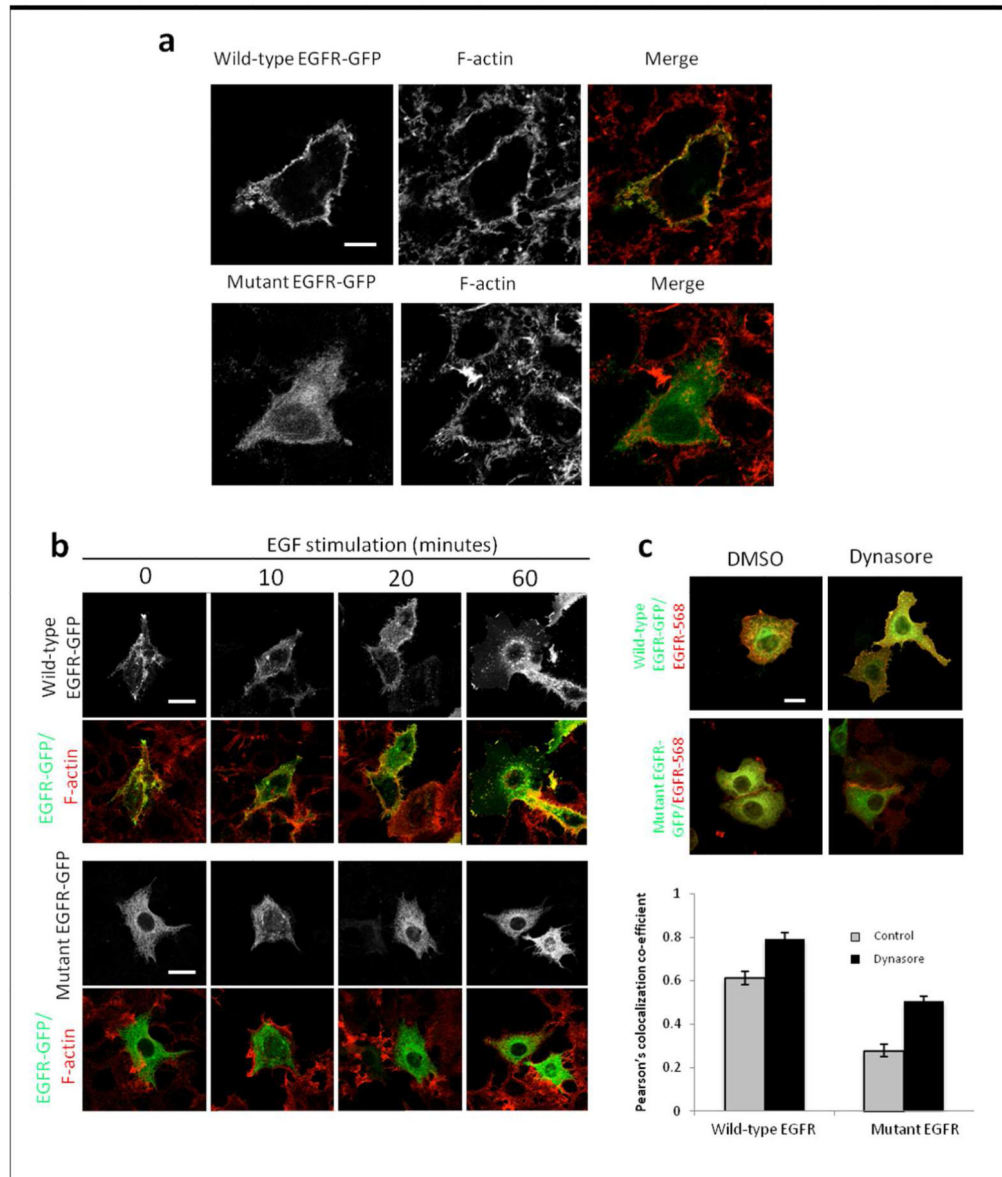 a
Wild-type EGFR-GFP F-actin Merge
Mutant EGFR-GFP F-actin Merge
b
EGF stimulation (minutes)
0 10 20 60
Wild-type
EGFR-GFP
EGFR-GFP/
F-actin
Mutant EGFR-GFP
EGFR-GFP/
F-actin
c
DMSO Dynasore
Wild-type
EGFR-GFP/
EGFR-568
Mutant EGFR-
GFP/EGFR-568
Pearson's colocalization co-efficient
1
0.8
0.6
0.4
0.2
0
Control
Dynasore
Wild-type EGFR Mutant EGFR